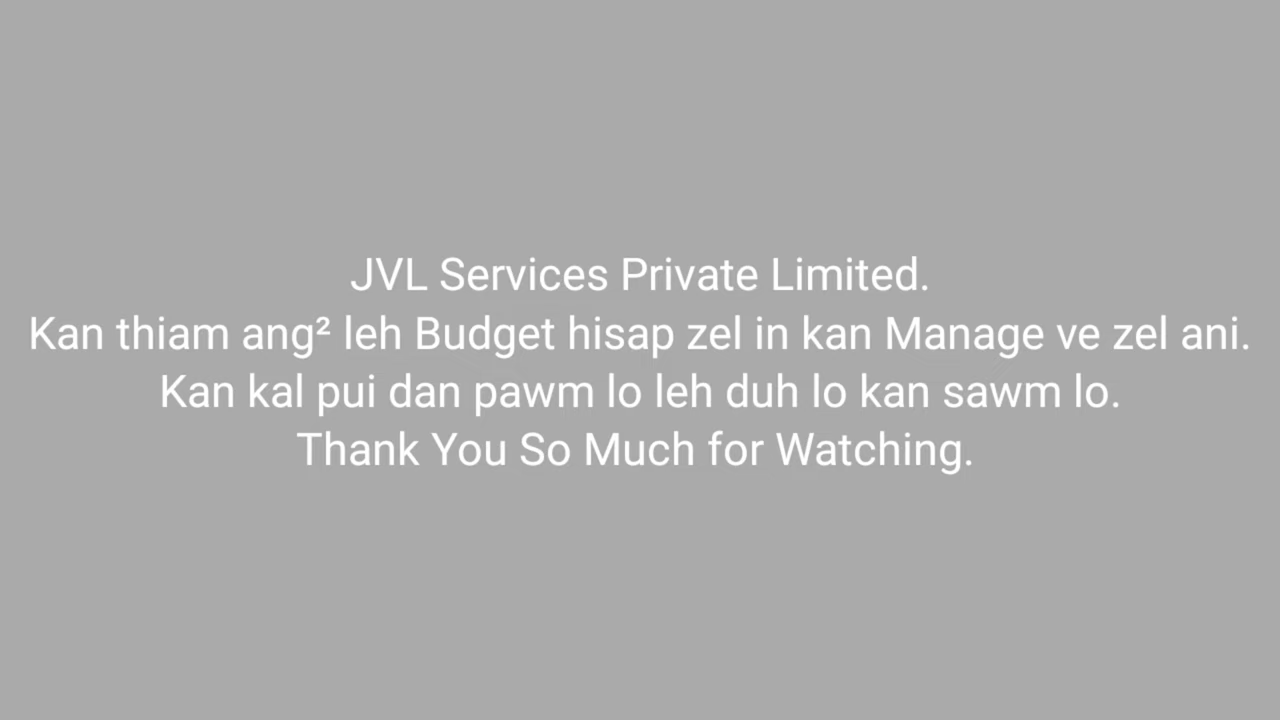 JVL Services Private Limited.
Kan thiam ang² leh Budget hisap zel in kan Manage ve zel ani.
Kan kal pui dan pawm lo leh duh lo kan sawm lo.
Thank You So Much for Watching.